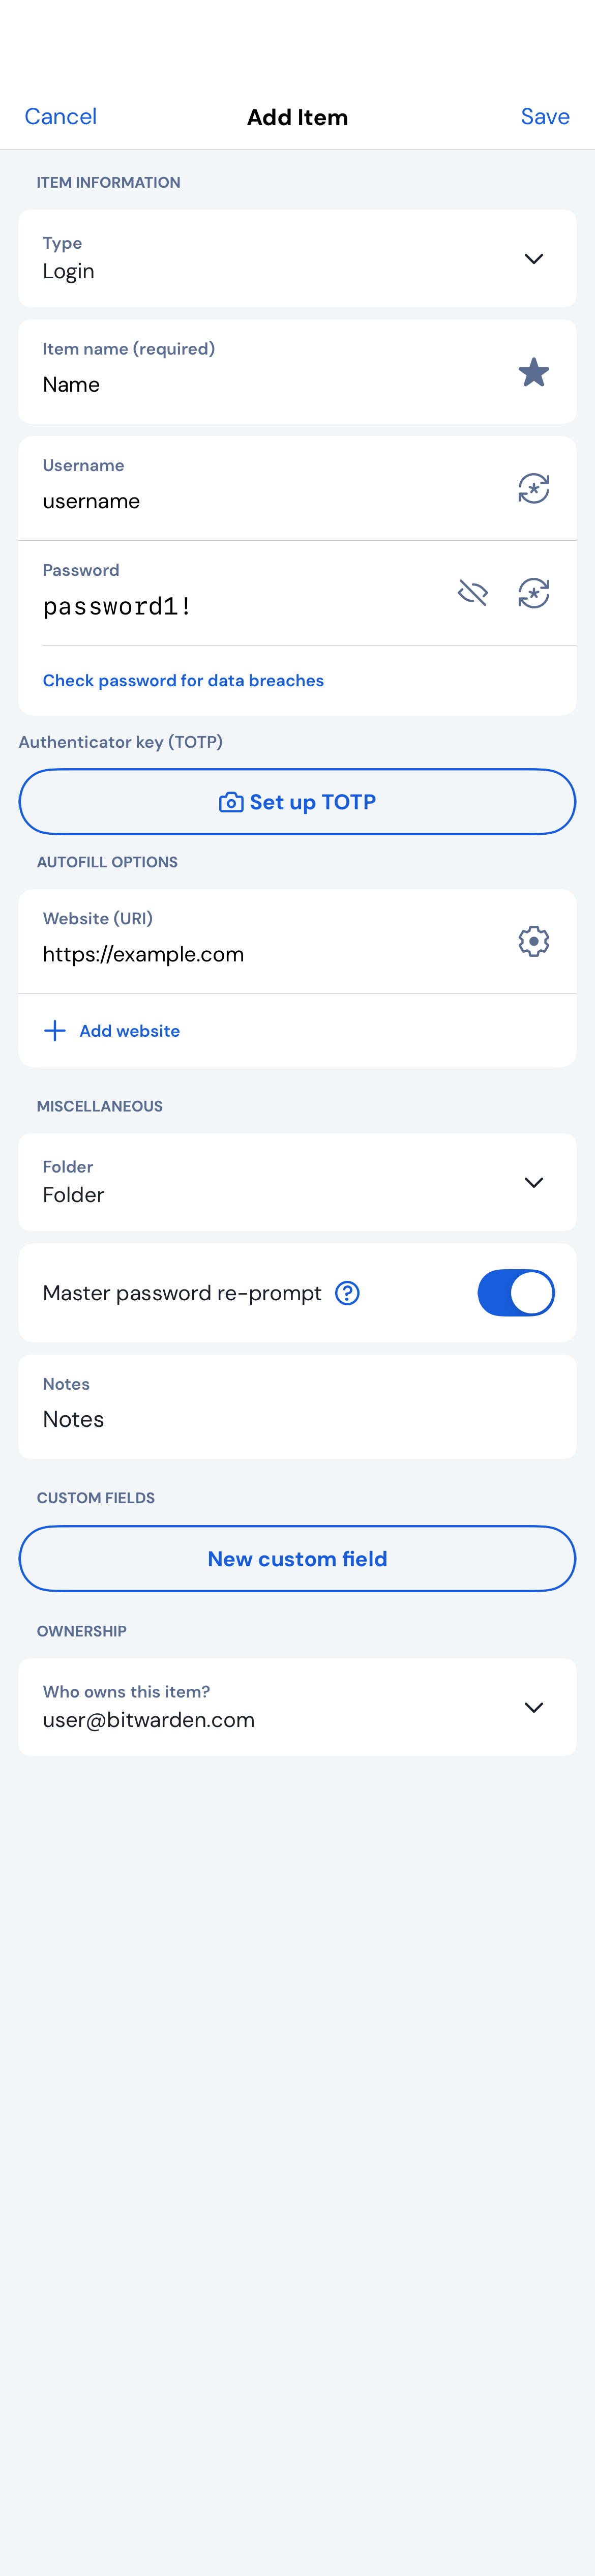 Cancel
Add Item
Save
ITEM INFORMATION
Type
Login
Item name (required)
Name
Username
username
Password
password1!
Check password for data breaches
Authenticator key (TOTP)
Set up TOTP
AUTOFILL OPTIONS
Website (URI)
https://example.com
Add website
MISCELLANEOUS
Folder
Folder
Master password re-prompt
Notes
Notes
CUSTOM FIELDS
New custom field
OWNERSHIP
Who owns this item?
user@bitwarden.com